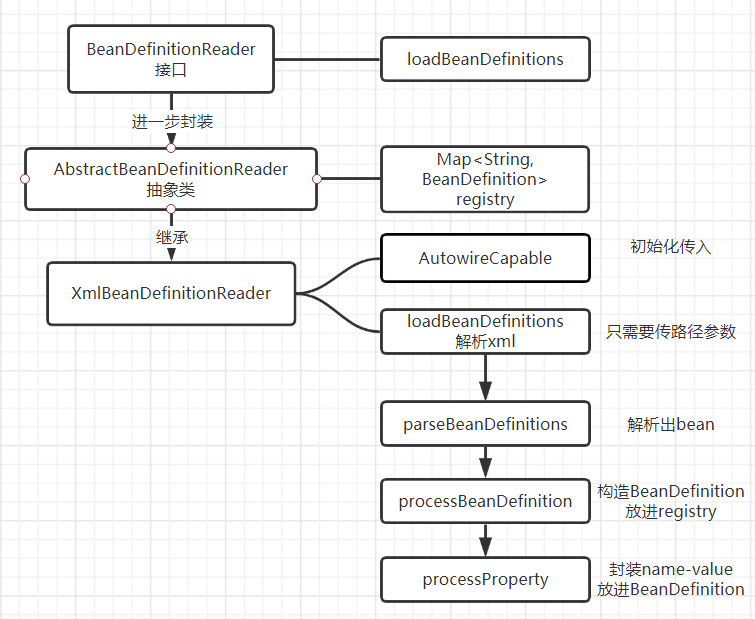 BeanDefinitionReader
接口
loadBeanDefinitions
进一步封装
AbstractBeanDefinitionReader
抽象类
Map<String,
BeanDefinition>
registry
继承
AutowireCapable
初始化传入
XmlBeanDefinitionReader
loadBeanDefinitions
解析xml
只需要传路径参数
parseBeanDefinitions
解析出bean
processBeanDefinition
构造BeanDefinition
放进registry
processProperty
封装name-value
放进BeanDefinition